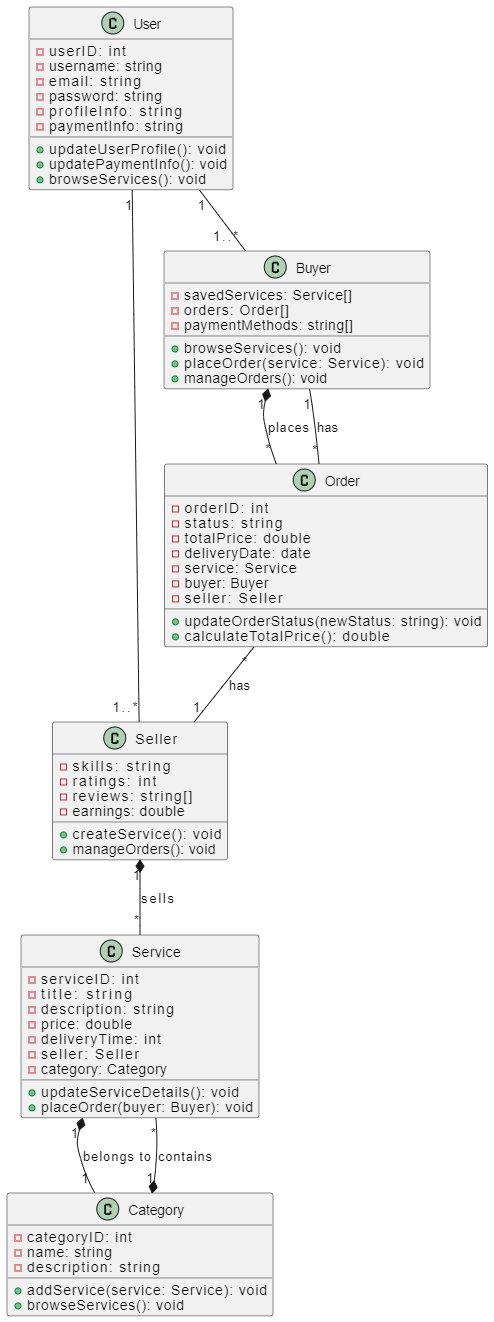 C User
userID: int
username: string
email: string
password: string
profileInfo: string
paymentInfo: string
updateUserProfile(): void
updatePaymentInfo(): void
browseServices(): void
1 1
1..*
C Buyer
savedServices: Service[]
orders: Order[]
paymentMethods: string[]
browseServices(): void
placeOrder(service: Service): void
manageOrders(): void
1 1
places has
* *
C Order
orderID: int
status: string
totalPrice: double
deliveryDate: date
service: Service
buyer: Buyer
seller: Seller
updateOrderStatus(newStatus: string): void
calculateTotalPrice(): double
*
has
1..* 1
C Seller
skills: string
ratings: int
reviews: string[]
earnings: double
createService(): void
manageOrders(): void
1
sells
*
C Service
serviceID: int
title: string
description: string
price: double
deliveryTime: int
seller: Seller
category: Category
updateServiceDetails(): void
placeOrder(buyer: Buyer): void
1 *
belongs to contains
1 1
C Category
categoryID: int
name: string
description: string
addService(service: Service): void
browseServices(): void